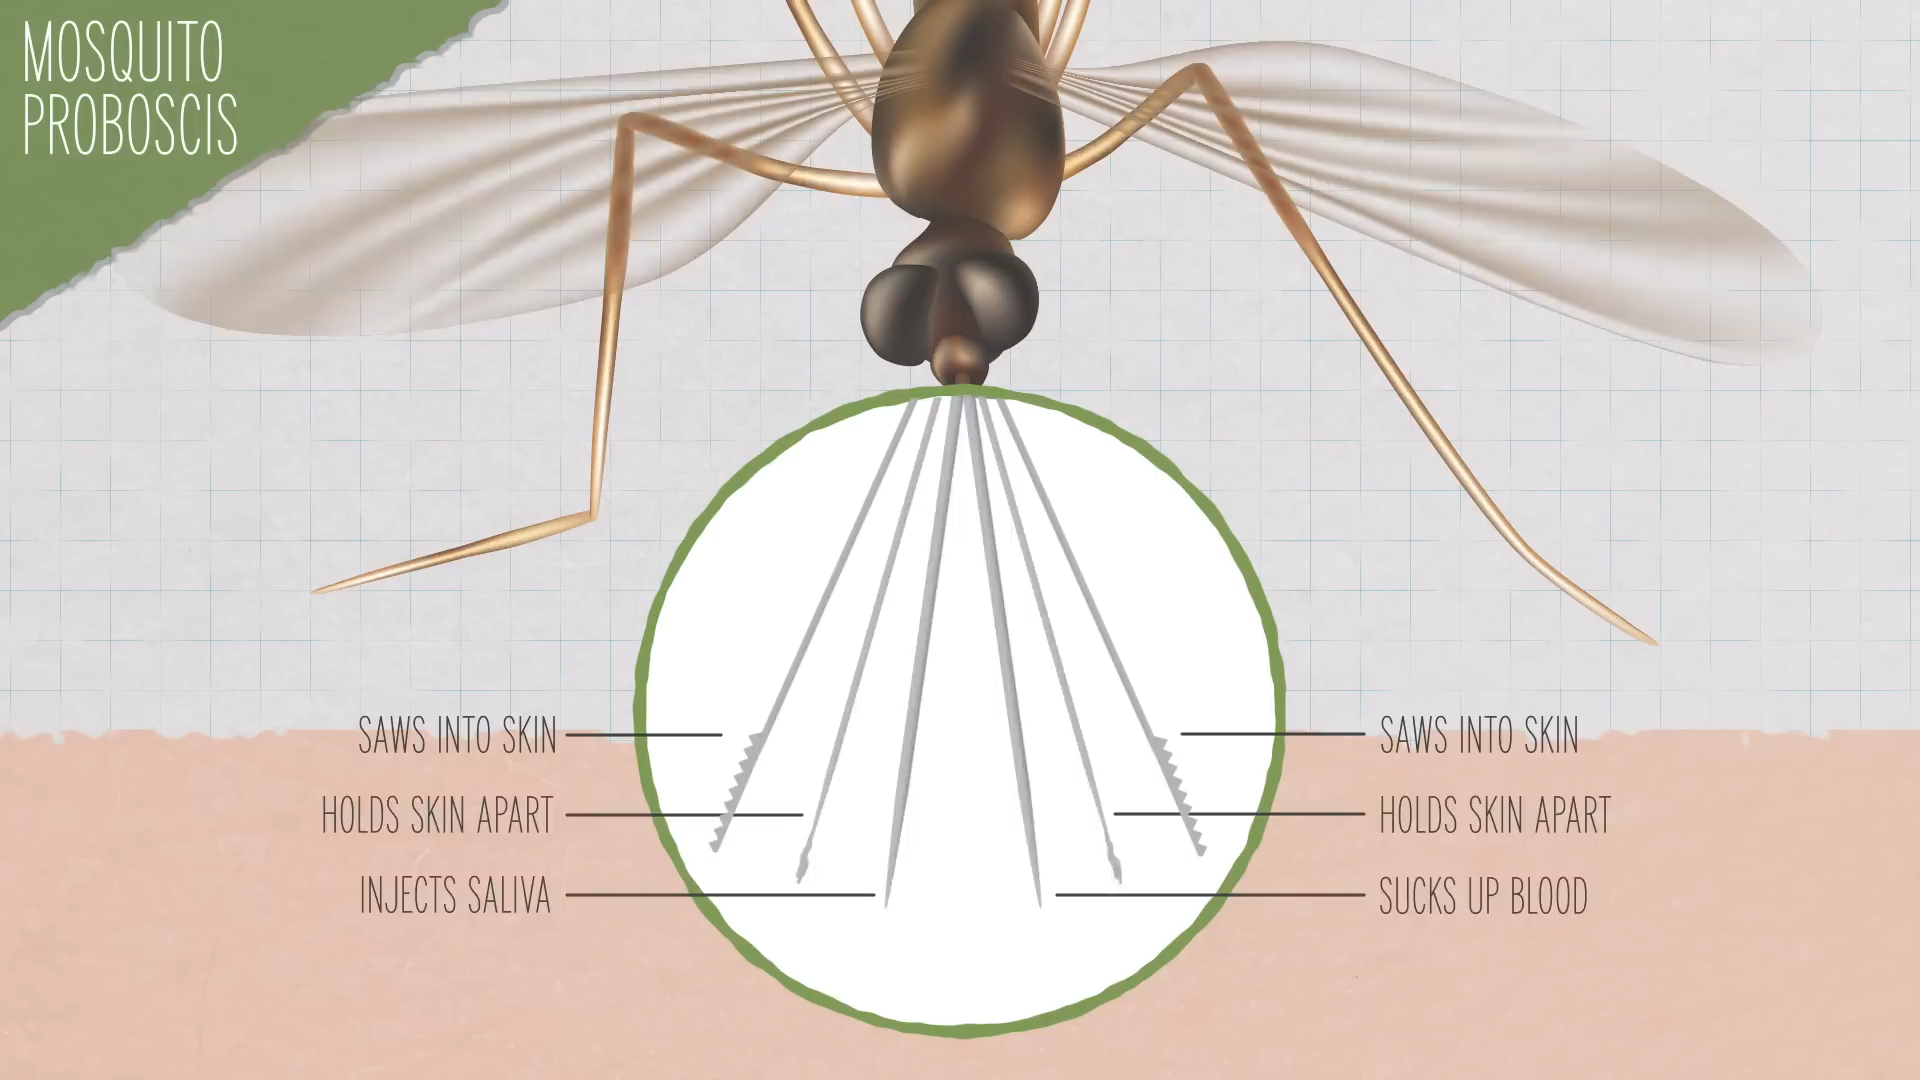 MOSQUITO
PROBOSCIS
SAWS INTO SKIN
HOLDS SKIN APART
INJECTS SALIVA
SAWS INTO SKIN
HOLDS SKIN APART
SUCKS UP BLOOD